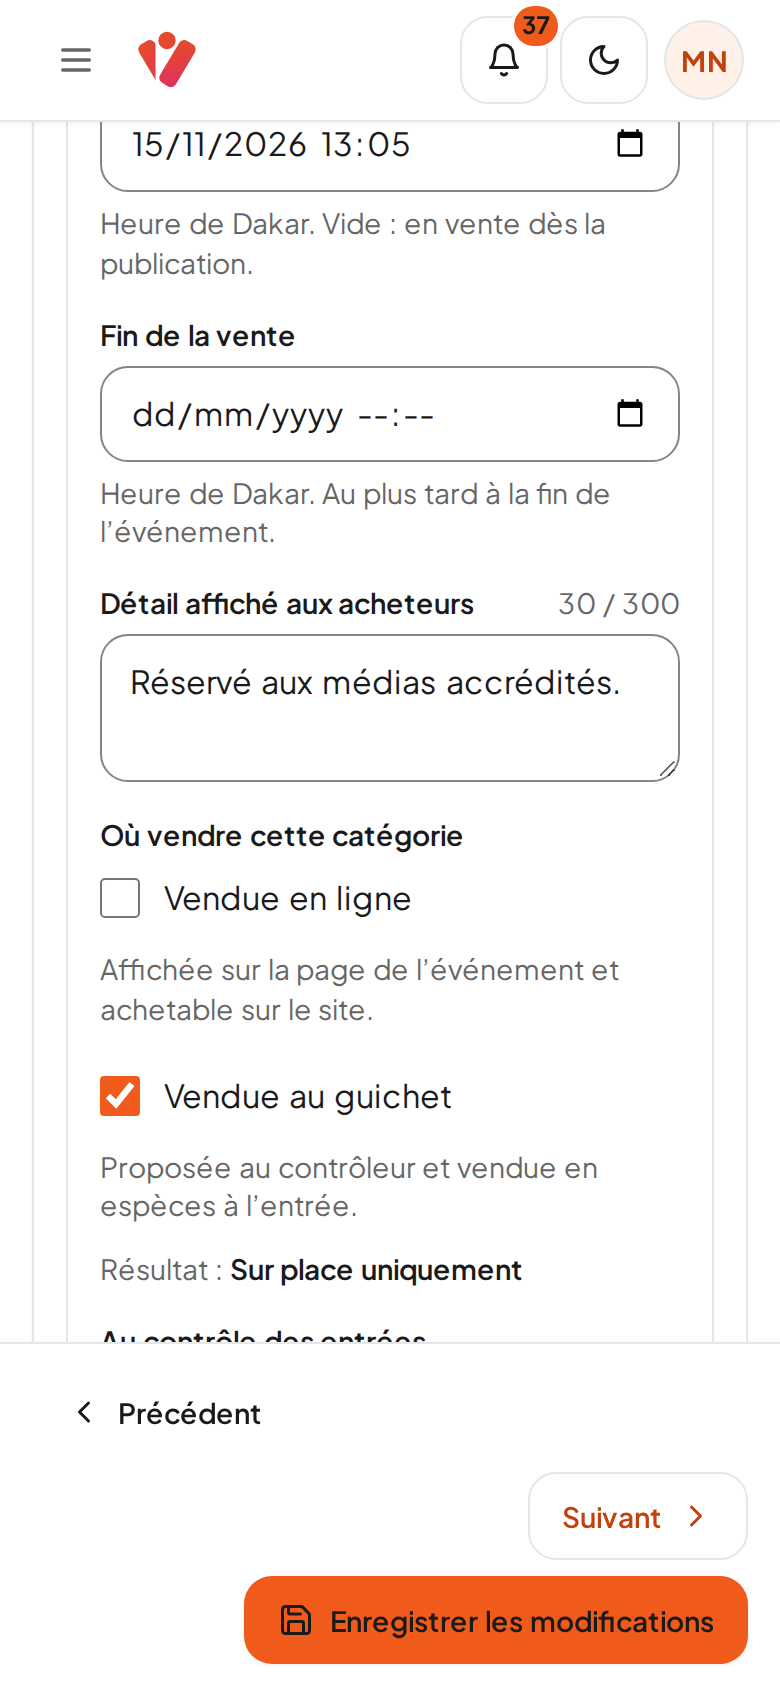 37
MN
15/11/2026 13:05
Heure de Dakar. Vide : en vente dès la
publication.
Fin de la vente
dd/mm/yyyy --:--
Heure de Dakar. Au plus tard à la fin de
l’événement.
Détail affiché aux acheteurs 30 / 300
Réservé aux médias accrédités.
Où vendre cette catégorie
Vendue en ligne
Affichée sur la page de l’événement et
achetable sur le site.
Vendue au guichet
Proposée au contrôleur et vendue en
espèces à l’entrée.
Résultat : Sur place uniquement
Au contrôle des entrées
Précédent
Suivant
Enregistrer les modifications